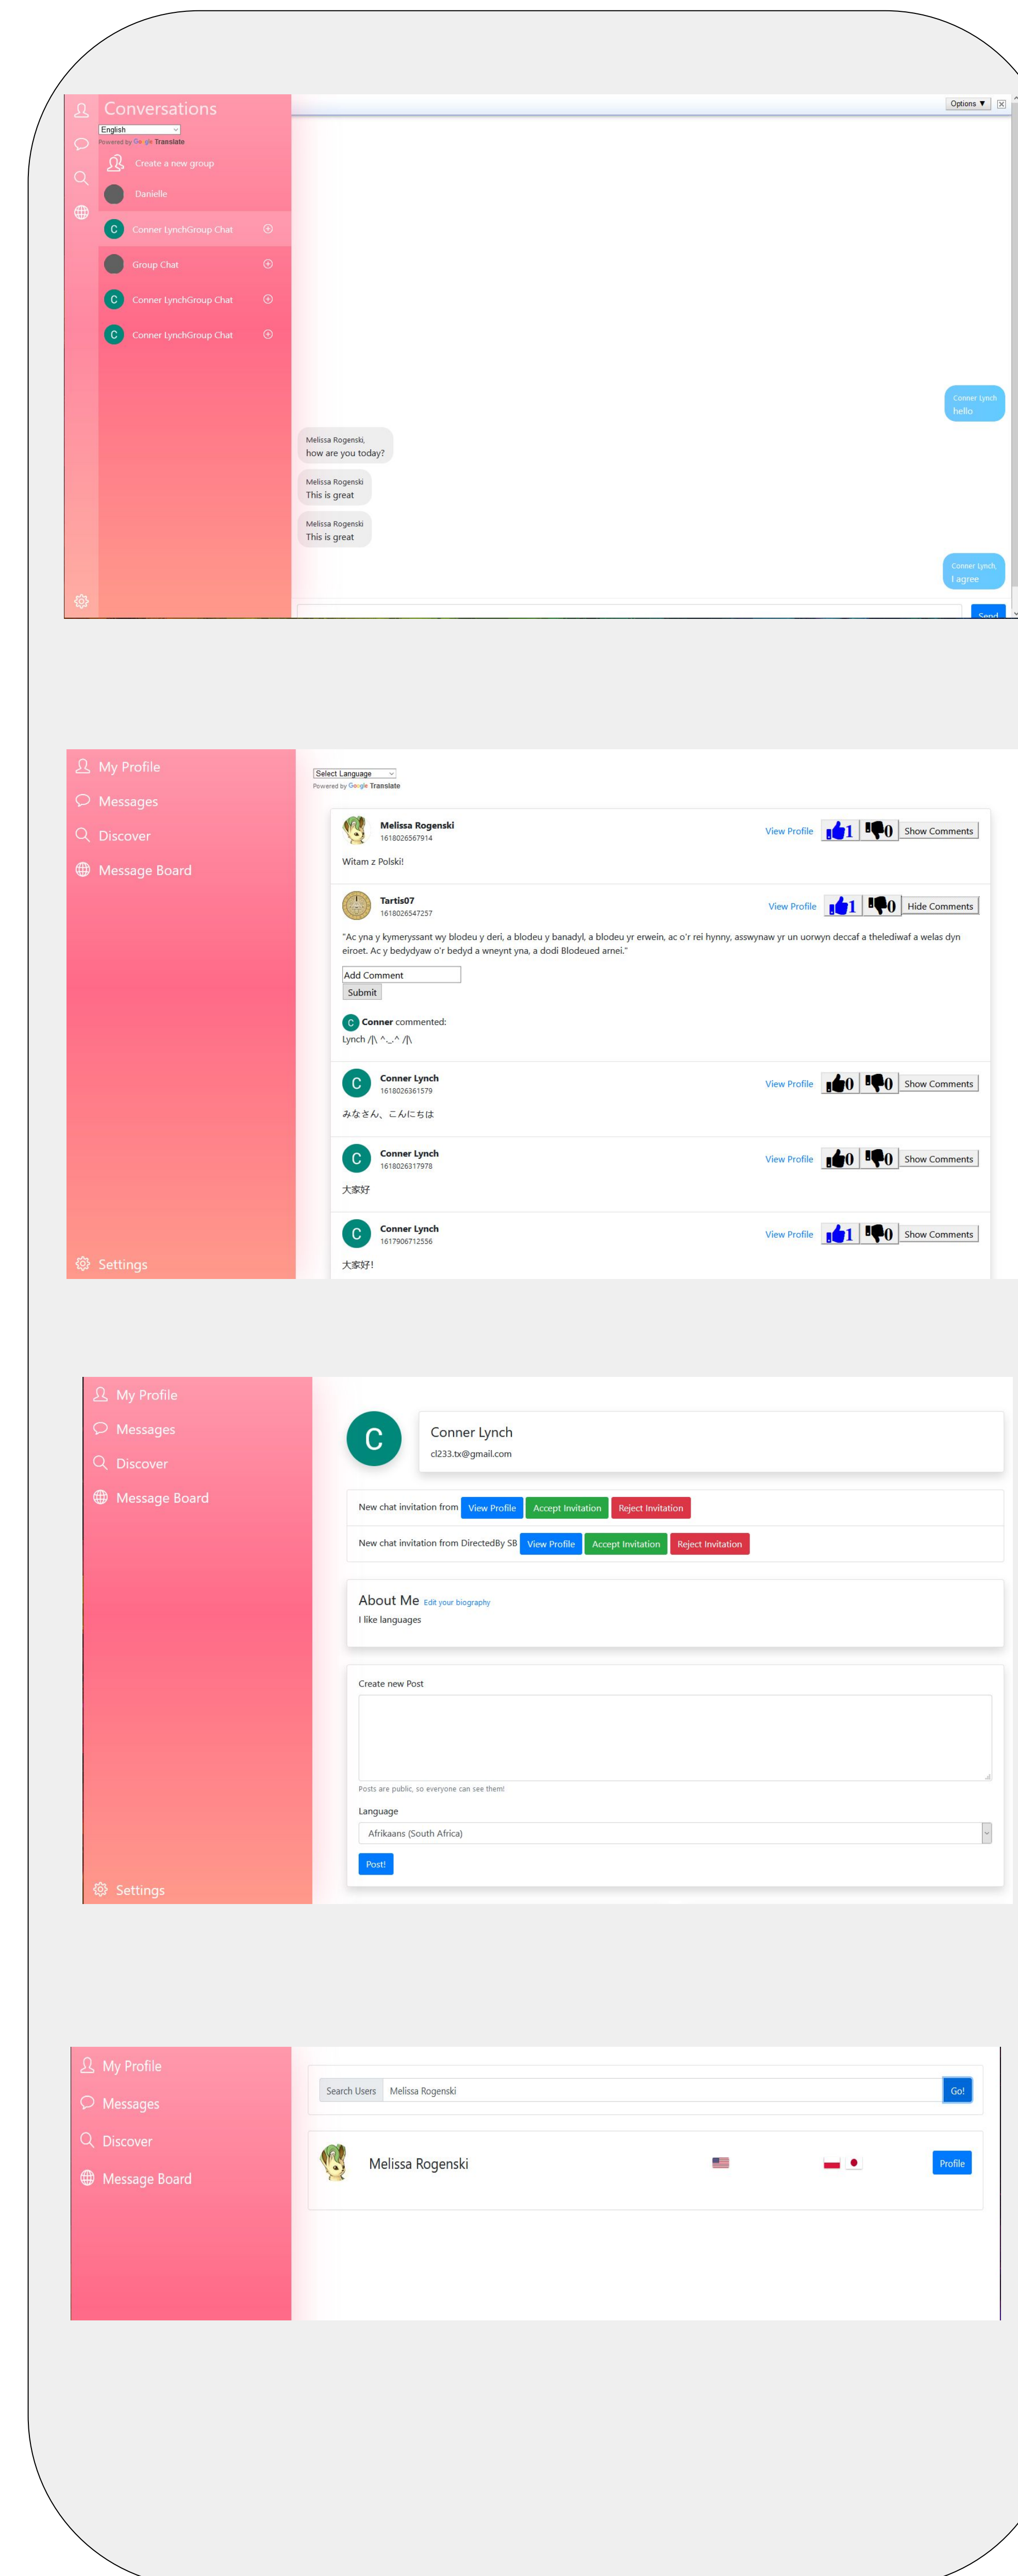 Conversations
Options ▼
English
Powered by Google Translate
Create a new group
Danielle
C Conner LynchGroup Chat
Group Chat
C Conner LynchGroup Chat
C Conner LynchGroup Chat
Conner Lynch
hello
Melissa Rogenski,
how are you today?
Melissa Rogenski
This is great
Melissa Rogenski
This is great
Conner Lynch,
I agree
Send
My Profile
Messages
Discover
Message Board
Settings
Select Language
Powered by Google Translate
Melissa Rogenski
1618026567914
View Profile 1 0 Show Comments
Witam z Polski!
Tartis07
1618026547257
View Profile 1 0 Hide Comments
"Ac yna y kymeryssant wy blodeu y deri, a blodeu y banadyl, a blodeu yr erwein, ac o'r rei hynny, asswynaw yr un uorwyn deccaf a thelediwaf a welas dyn
eiroet. Ac y bedydyaw o'r bedyd a wneynt yna, a dodi Blodeued arnei."
Add Comment
Submit
C Conner commented:
Lynch /|\ ^._.^ /|\
C Conner Lynch
1618026361579
View Profile 0 0 Show Comments
みなさん、こんにちは
C Conner Lynch
1618026317978
View Profile 0 0 Show Comments
大家好
C Conner Lynch
1617906712556
View Profile 1 0 Show Comments
大家好!
My Profile
Messages
Discover
Message Board
Settings
C
Conner Lynch
cl233.tx@gmail.com
New chat invitation from View Profile Accept Invitation Reject Invitation
New chat invitation from DirectedBy SB View Profile Accept Invitation Reject Invitation
About Me Edit your biography
I like languages
Create new Post
Posts are public, so everyone can see them!
Language
Afrikaans (South Africa)
Post!
My Profile
Messages
Discover
Message Board
Search Users Melissa Rogenski Go!
Melissa Rogenski Profile